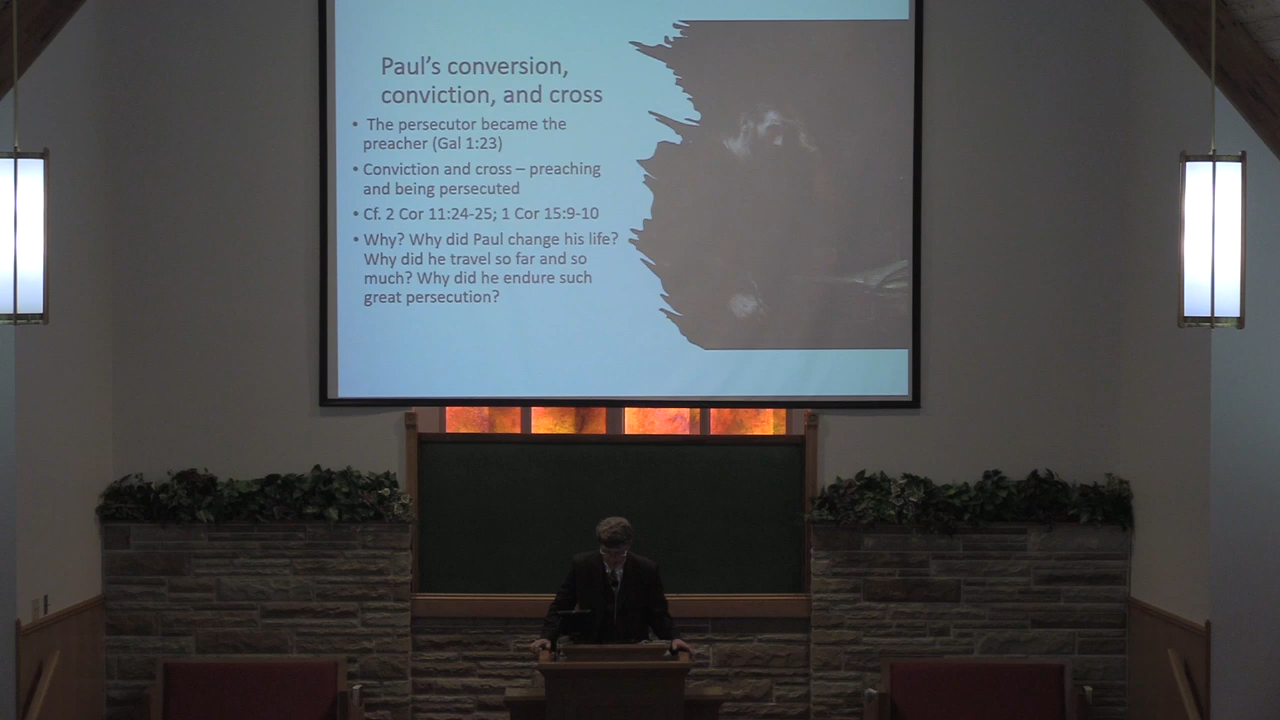 Paul's conversion,
conviction, and cross
• The persecutor became the
preacher (Gal 1:23)
• Conviction and cross – preaching
and being persecuted
• Cf. 2 Cor 11:24-25; 1 Cor 15:9-10
• Why? Why did Paul change his life?
Why did he travel so far and so
much? Why did he endure such
great persecution?